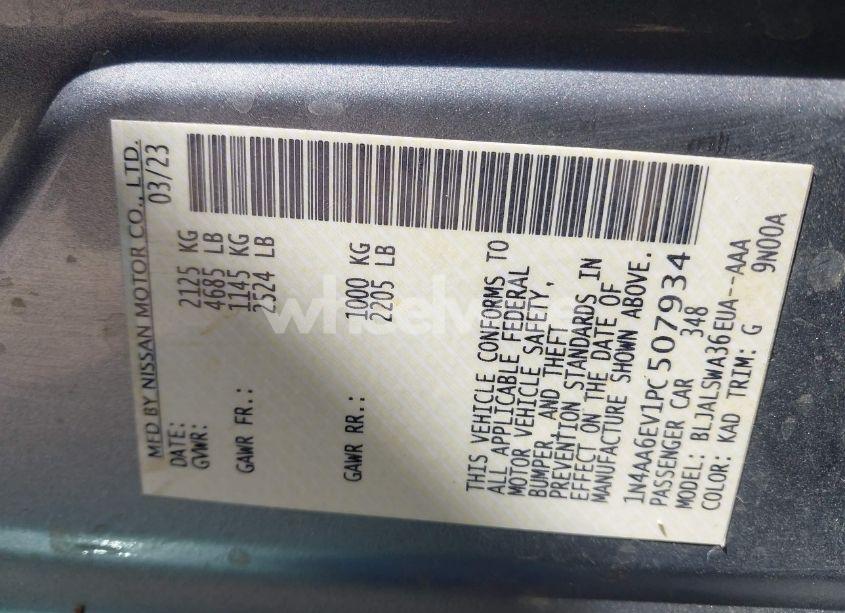 MFD BY NISSAN MOTOR CO., LTD.
DATE: 03/23
GVWR: 2125 KG
4685 LB
GAWR FR.: 1145 KG
2524 LB
GAWR RR.: 1000 KG
2205 LB
THIS VEHICLE CONFORMS TO
ALL APPLICABLE FEDERAL
MOTOR VEHICLE SAFETY,
BUMPER, AND THEFT
PREVENTION STANDARDS IN
EFFECT ON THE DATE OF
MANUFACTURE SHOWN ABOVE.
1N4AA6EV1PC507934
PASSENGER CAR 348
MODEL: BLJALSWA36EUA--AAA
COLOR: KAD TRIM: G 9N00A